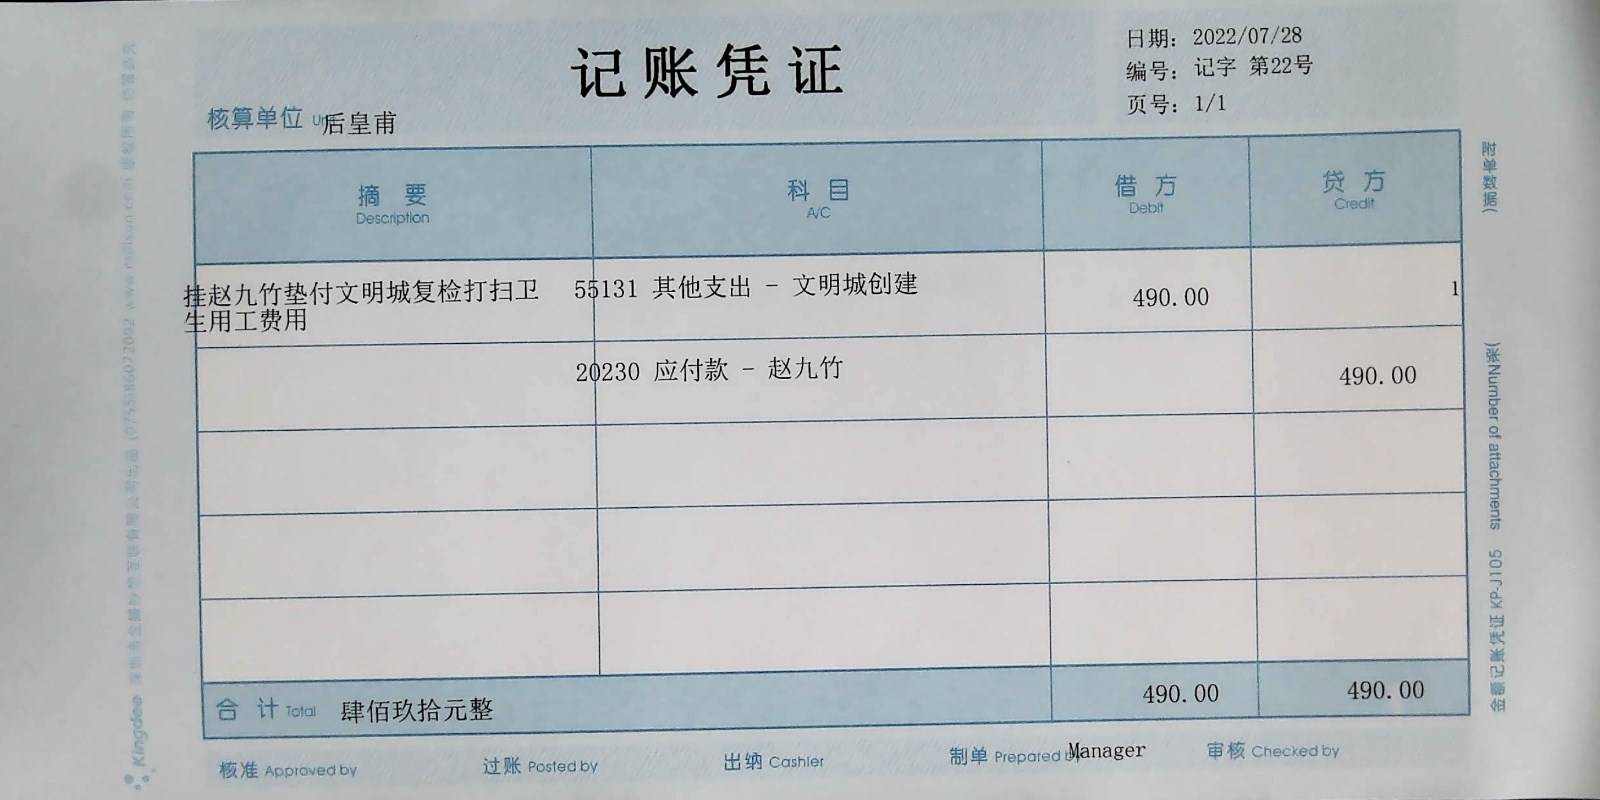 记账凭证
日期: 2022/07/28
编号: 记字 第22号
页号: 1/1
核算单位 后皇甫
摘 要 科 目 借 方 贷 方
Description A/C Debit Credit
挂赵九竹垫付文明城复检打扫卫 55131 其他支出 - 文明城创建 490.00 1
生用工费用
20230 应付款 - 赵九竹 490.00
合 计 Total 肆佰玖拾元整 490.00 490.00
核准 Approved by 过账 Posted by 出纳 Cashier 制单 Prepared by Manager 审核 Checked by
(附单数据
张)Number of attachments
金蝶记账凭证 KP-J105
Kingdee